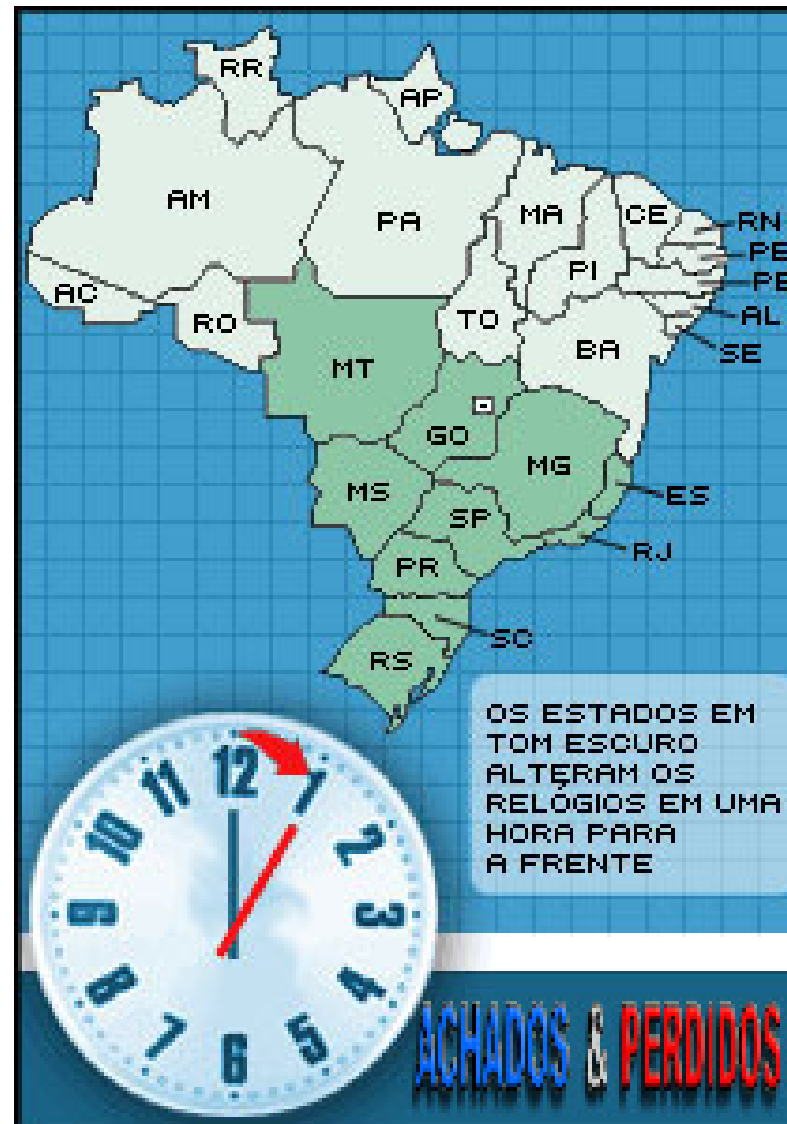 RR
AP
AM
PA
MA
CE
RN
PE
PI
PE
AC
RO
TO
AL
BA
SE
MT
GO
MG
MS
ES
SP
RJ
PR
SC
RS
OS ESTADOS EM
TOM ESCURO
ALTERAM OS
RELÓGIOS EM UMA
HORA PARA
A FRENTE
12
1
2
3
4
5
6
7
8
9
10
11
ACHADOS & PERDIDOS